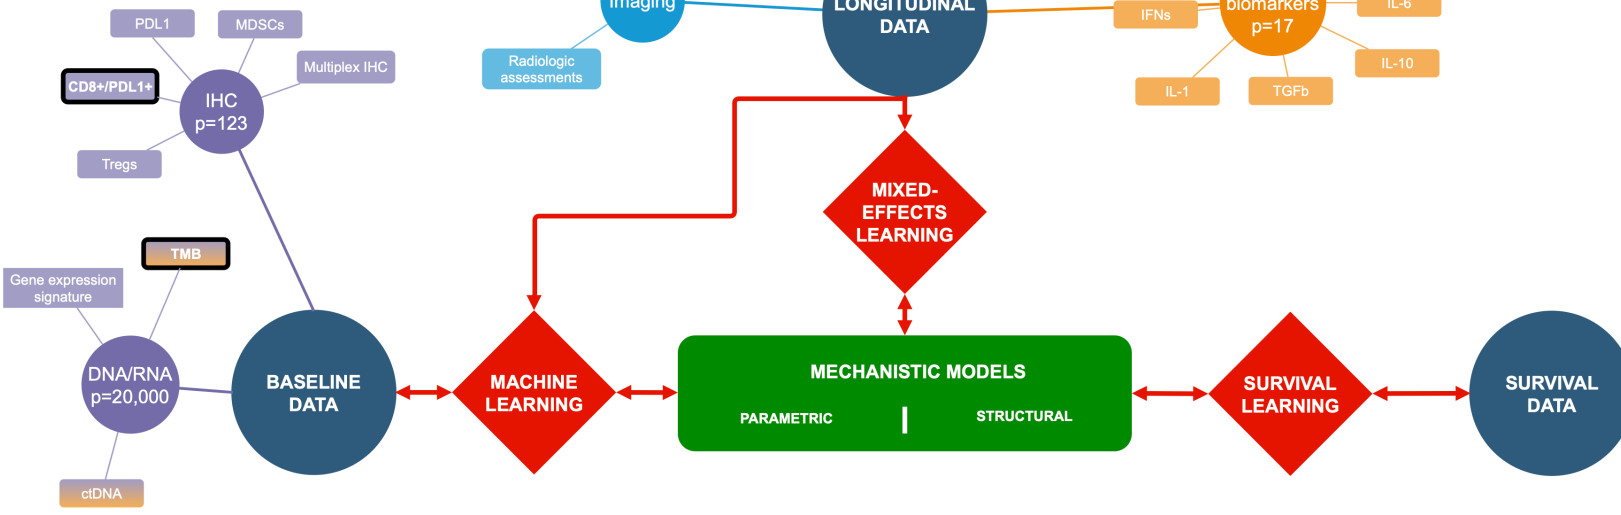 PDL1
MDSCs
CD8+/PDL1+
Multiplex IHC
IHC
p=123
Tregs
imaging
Radiologic
assessments
LONGITUDINAL
DATA
IFNs
biomarkers
p=17
IL-6
IL-10
IL-1
TGFb
MIXED-
EFFECTS
LEARNING
TMB
Gene expression
signature
DNA/RNA
p=20,000
ctDNA
BASELINE
DATA
MACHINE
LEARNING
MECHANISTIC MODELS
PARAMETRIC
STRUCTURAL
SURVIVAL
LEARNING
SURVIVAL
DATA